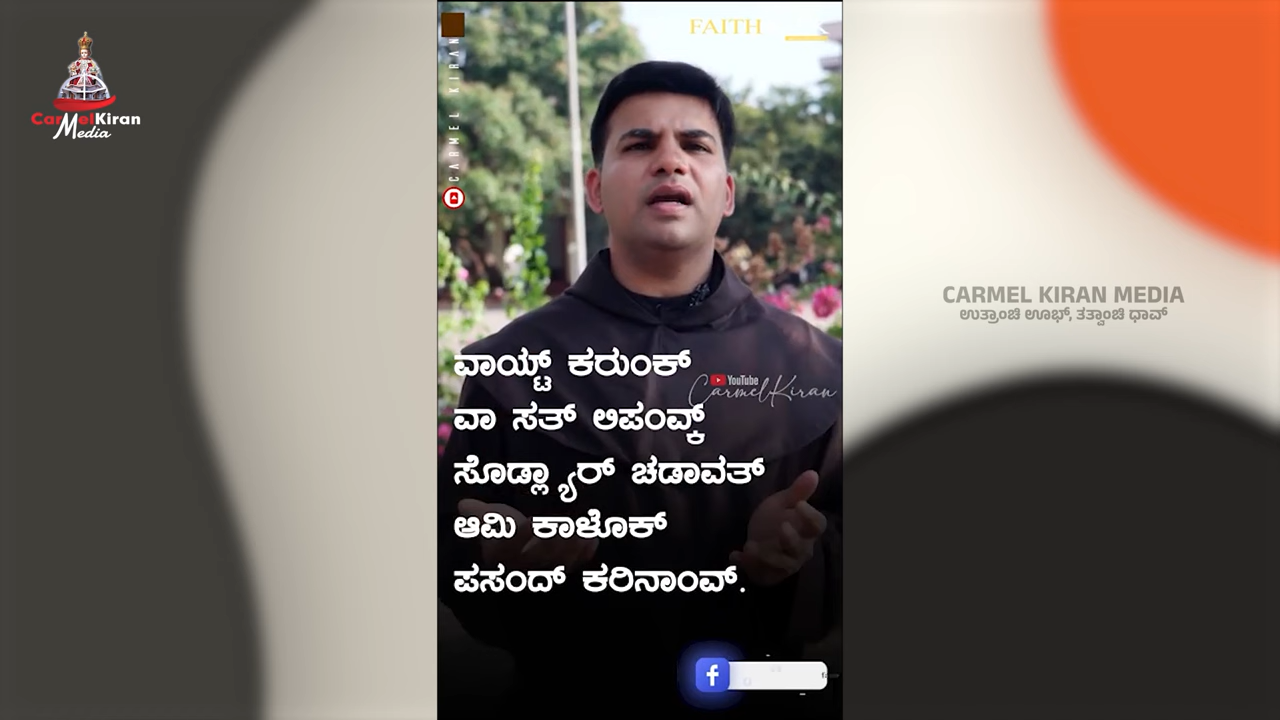 CarmelKiran
Media
CARMEL KIRAN
FAITH
ವಾಯ್ಟ್ ಕರುಂಕ್
YouTube
CarmelKiran
ವಾ ಸತ್ ಲಿಪಂವ್ಕ್
ಸೊಡ್ಲ್ಯಾರ್ ಚಡಾವತ್
ಆಮಿ ಕಾಳೊಕ್
ಪಸಂದ್ ಕರಿನಾಂವ್.
f
CARMEL KIRAN MEDIA
ಉತ್ರಾಂಚಿ ಊಭ್, ತತ್ವಾಂಚಿ ಧಾವ್